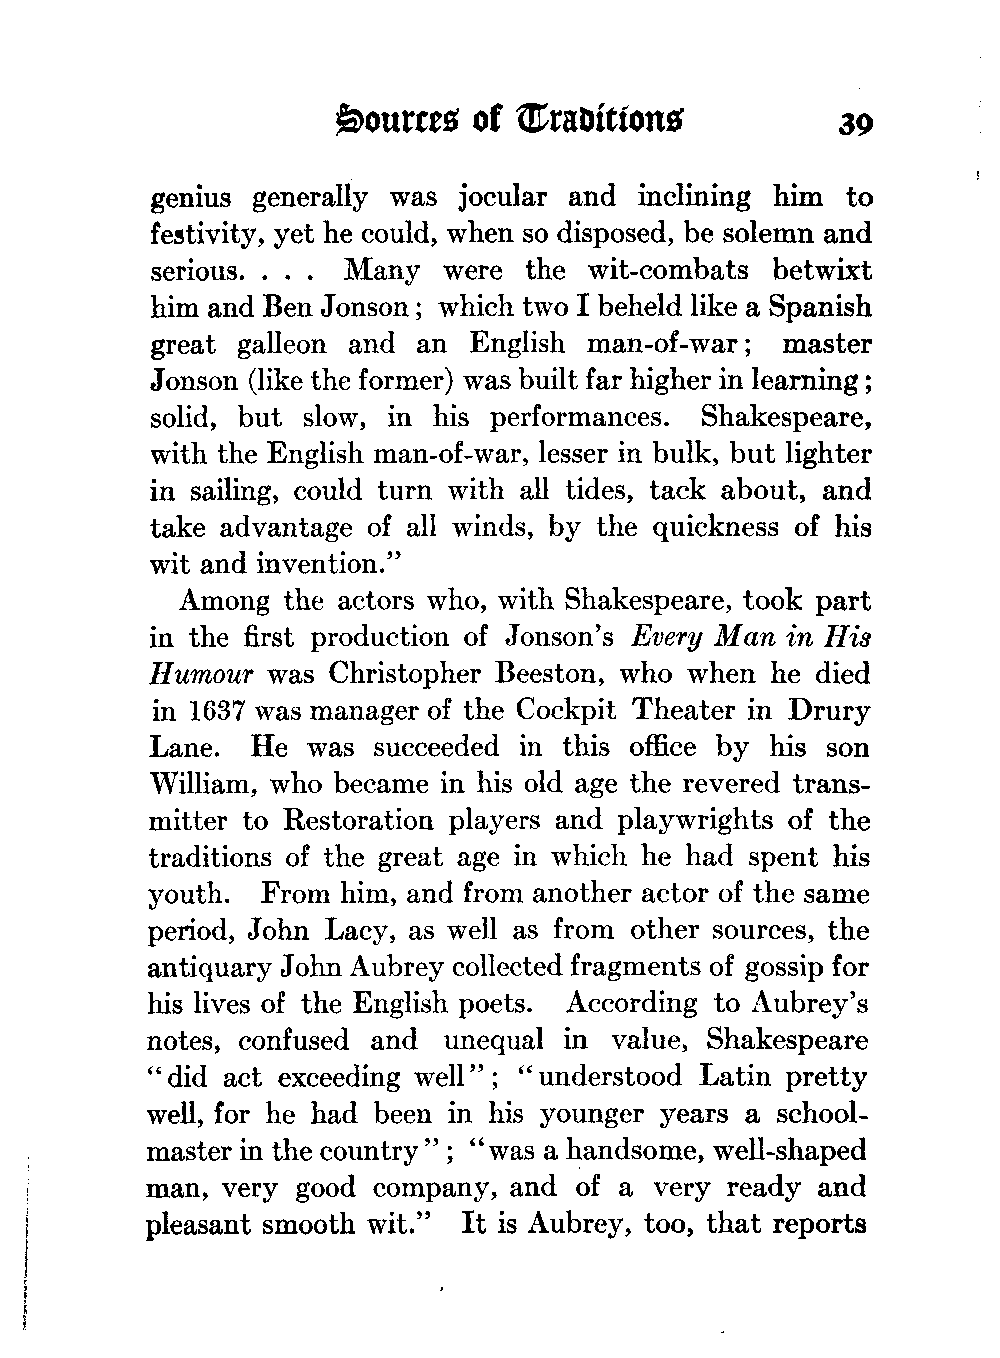 Sources of Traditions 39
genius generally was jocular and inclining him to
festivity, yet he could, when so disposed, be solemn and
serious. . . . Many were the wit-combats betwixt
him and Ben Jonson; which two I beheld like a Spanish
great galleon and an English man-of-war; master
Jonson (like the former) was built far higher in learning;
solid, but slow, in his performances. Shakespeare,
with the English man-of-war, lesser in bulk, but lighter
in sailing, could turn with all tides, tack about, and
take advantage of all winds, by the quickness of his
wit and invention.”
Among the actors who, with Shakespeare, took part
in the first production of Jonson’s Every Man in His
Humour was Christopher Beeston, who when he died
in 1637 was manager of the Cockpit Theater in Drury
Lane. He was succeeded in this office by his son
William, who became in his old age the revered trans-
mitter to Restoration players and playwrights of the
traditions of the great age in which he had spent his
youth. From him, and from another actor of the same
period, John Lacy, as well as from other sources, the
antiquary John Aubrey collected fragments of gossip for
his lives of the English poets. According to Aubrey’s
notes, confused and unequal in value, Shakespeare
“did act exceeding well”; “understood Latin pretty
well, for he had been in his younger years a school-
master in the country”; “was a handsome, well-shaped
man, very good company, and of a very ready and
pleasant smooth wit.” It is Aubrey, too, that reports